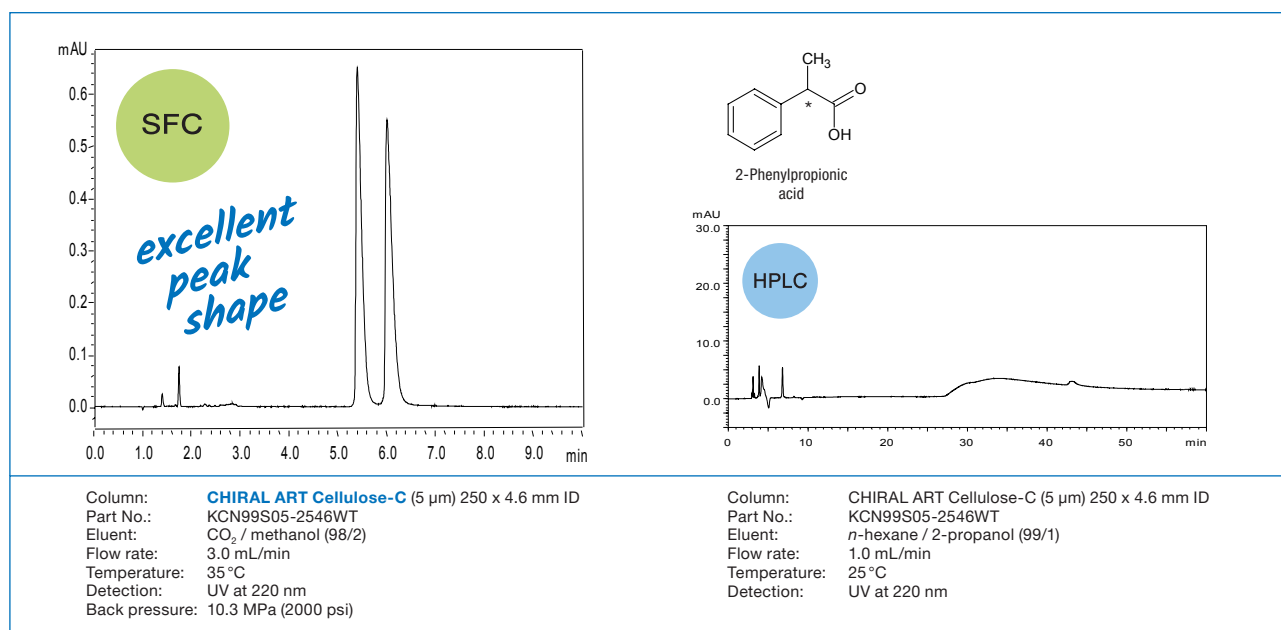 mAU
0.6
0.5
0.4
0.3
0.2
0.1
0.0
0.0 1.0 2.0 3.0 4.0 5.0 6.0 7.0 8.0 9.0 min
SFC
excellent
peak
shape
CH₃
O
*
OH
2-Phenylpropionic
acid
mAU
30.0
20.0
10.0
0.0
0 10 20 30 40 50 min
HPLC
Column: CHIRAL ART Cellulose-C (5 µm) 250 x 4.6 mm ID
Part No.: KCN99S05-2546WT
Eluent: CO₂ / methanol (98/2)
Flow rate: 3.0 mL/min
Temperature: 35 °C
Detection: UV at 220 nm
Back pressure: 10.3 MPa (2000 psi)
Column: CHIRAL ART Cellulose-C (5 µm) 250 x 4.6 mm ID
Part No.: KCN99S05-2546WT
Eluent: n-hexane / 2-propanol (99/1)
Flow rate: 1.0 mL/min
Temperature: 25 °C
Detection: UV at 220 nm